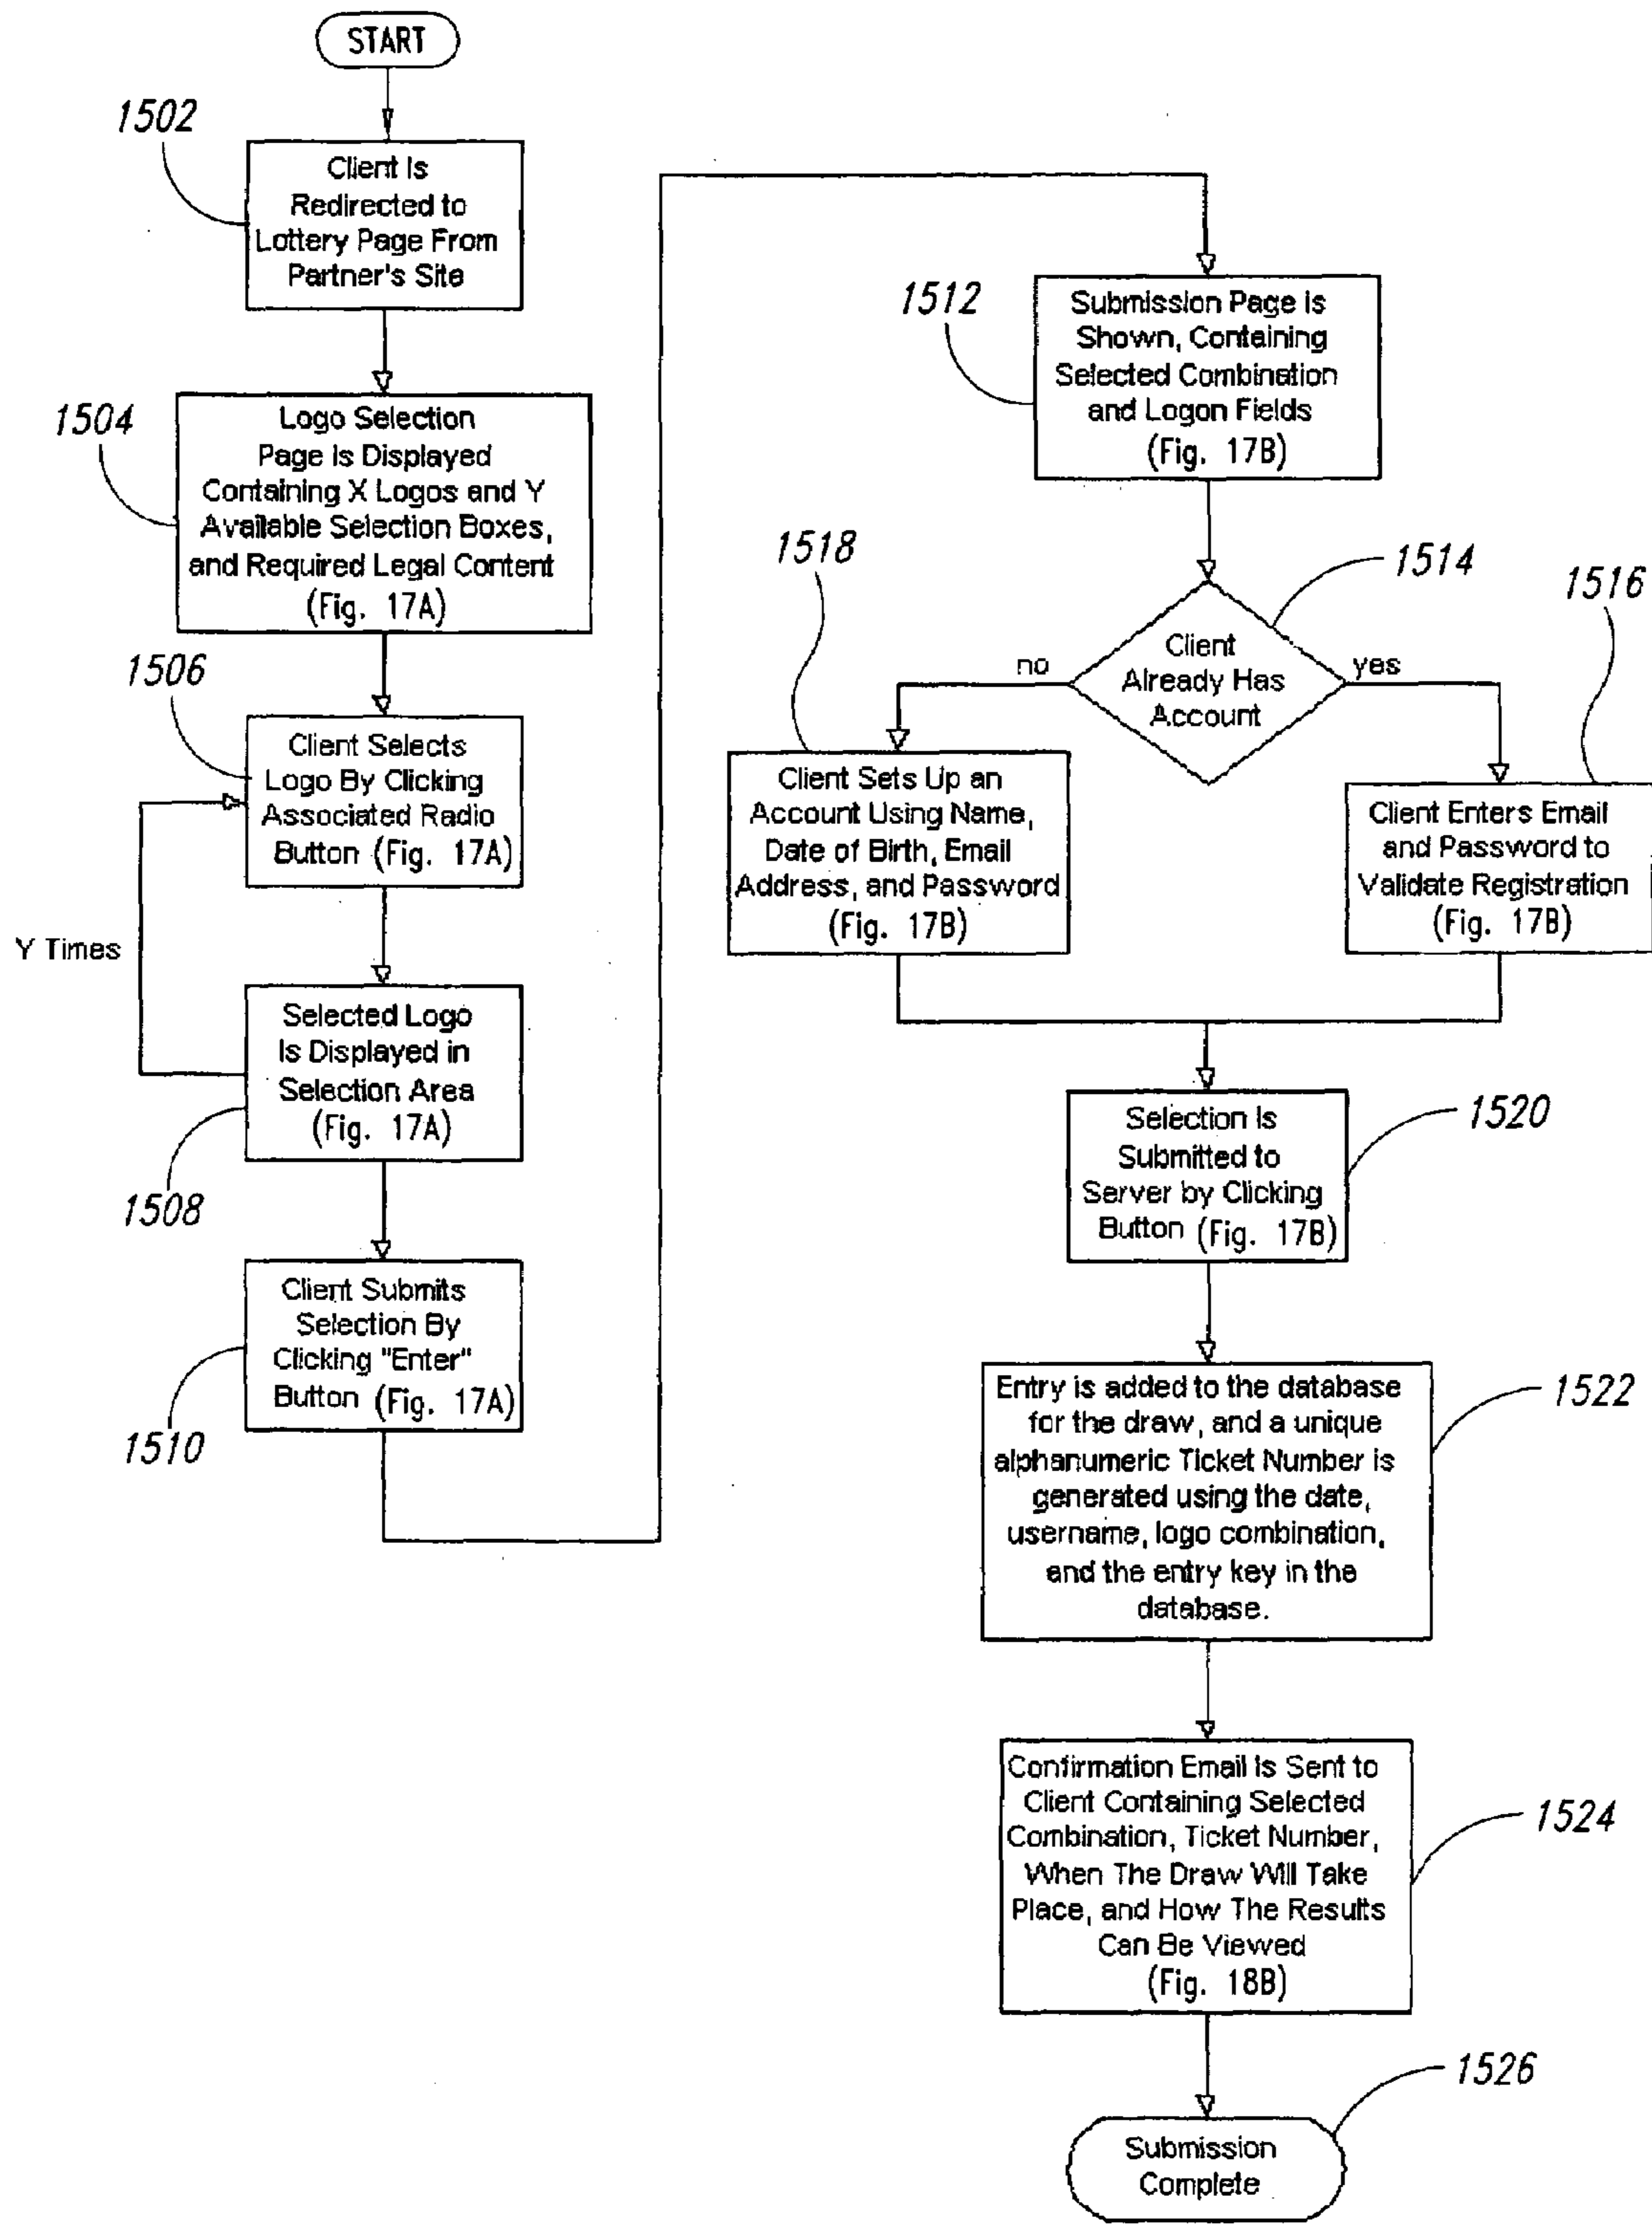 START
1502
Client Is
Redirected to
Lottery Page From
Partner's Site
1504
Logo Selection
Page Is Displayed
Containing X Logos and Y
Available Selection Boxes,
and Required Legal Content
(Fig. 17A)
1506
Client Selects
Logo By Clicking
Associated Radio
Button (Fig. 17A)
Y Times
Selected Logo
Is Displayed in
Selection Area
(Fig. 17A)
1508
Client Submits
Selection By
Clicking "Enter"
Button (Fig. 17A)
1510
1512
Submission Page is
Shown, Containing
Selected Combination
and Logon Fields
(Fig. 17B)
1514
Client
Already Has
Account
no
yes
1518
Client Sets Up an
Account Using Name,
Date of Birth, Email
Address, and Password
(Fig. 17B)
1516
Client Enters Email
and Password to
Validate Registration
(Fig. 17B)
Selection Is
Submitted to
Server by Clicking
Button (Fig. 17B)
1520
Entry is added to the database
for the draw, and a unique
alphanumeric Ticket Number is
generated using the date,
username, logo combination,
and the entry key in the
database.
1522
Confirmation Email Is Sent to
Client Containing Selected
Combination, Ticket Number,
When The Draw Will Take
Place, and How The Results
Can Be Viewed
(Fig. 18B)
1524
1526
Submission
Complete